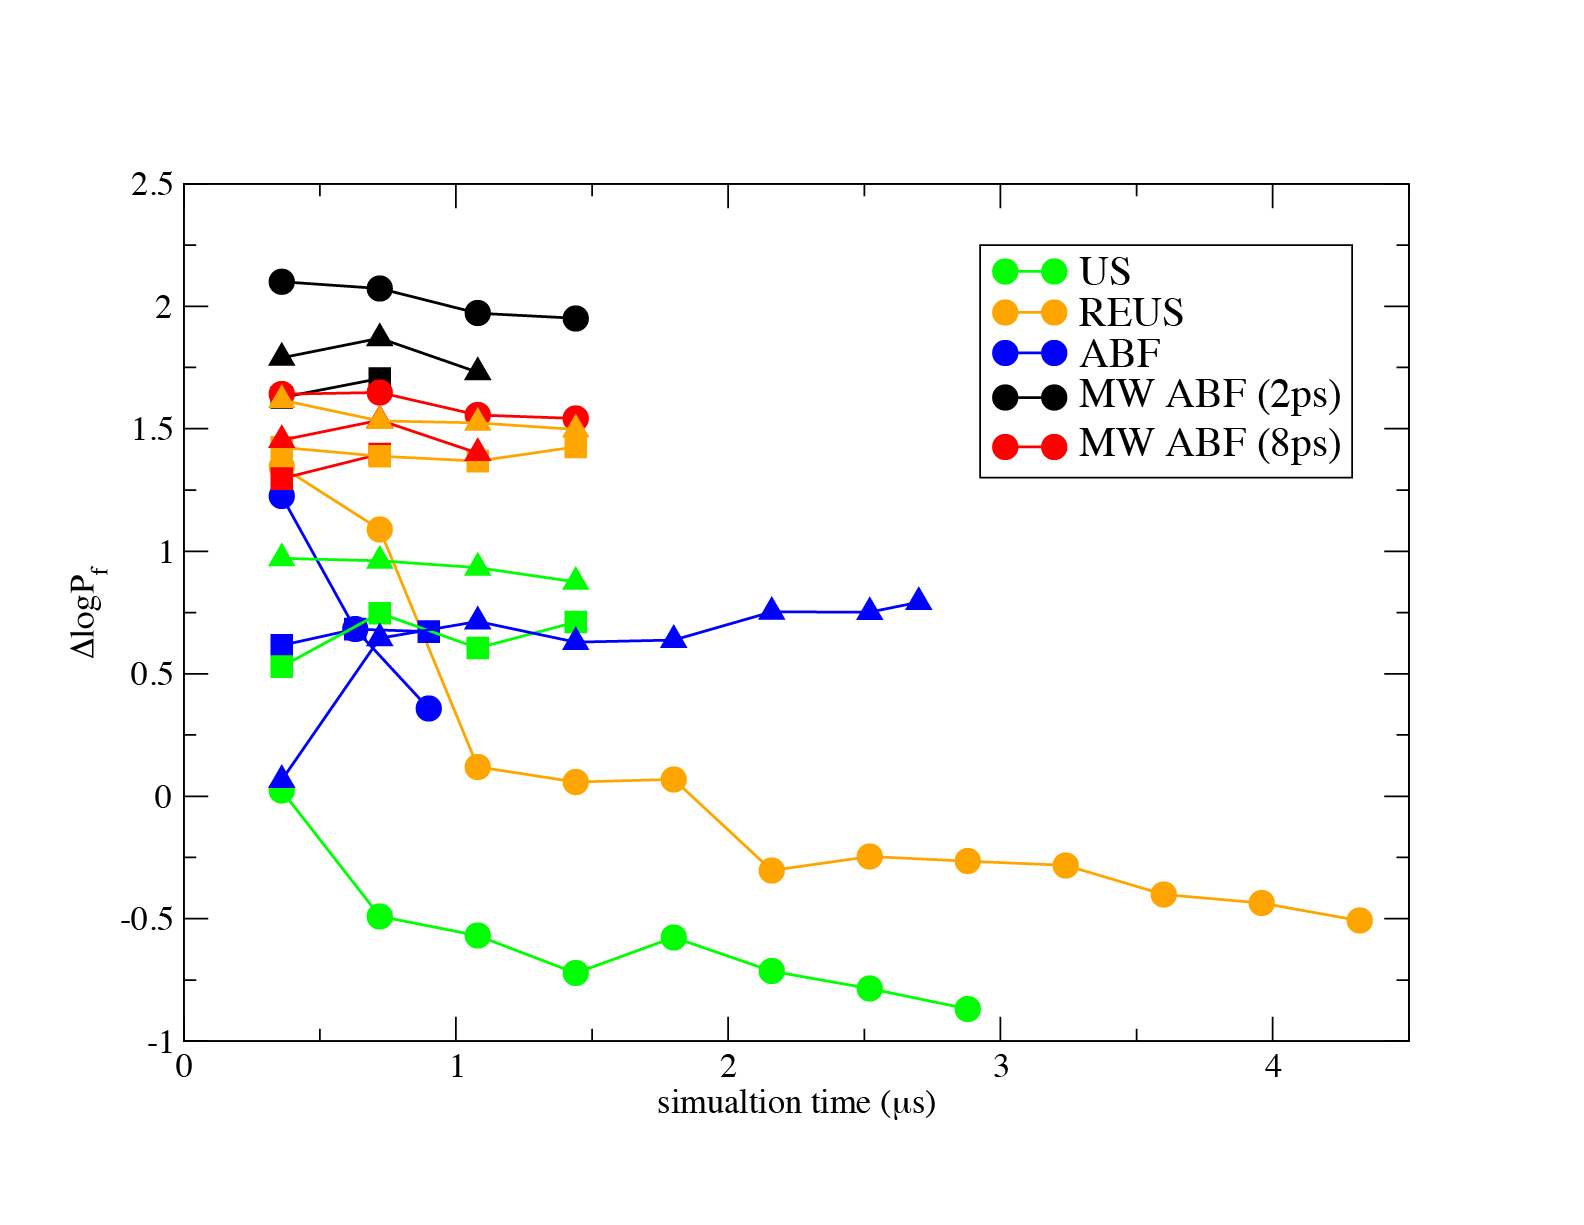 2.5
2
1.5
1
0.5
0
-0.5
-1
ΔlogPf
US
REUS
ABF
MW ABF (2ps)
MW ABF (8ps)
0 1 2 3 4
simualtion time (μs)